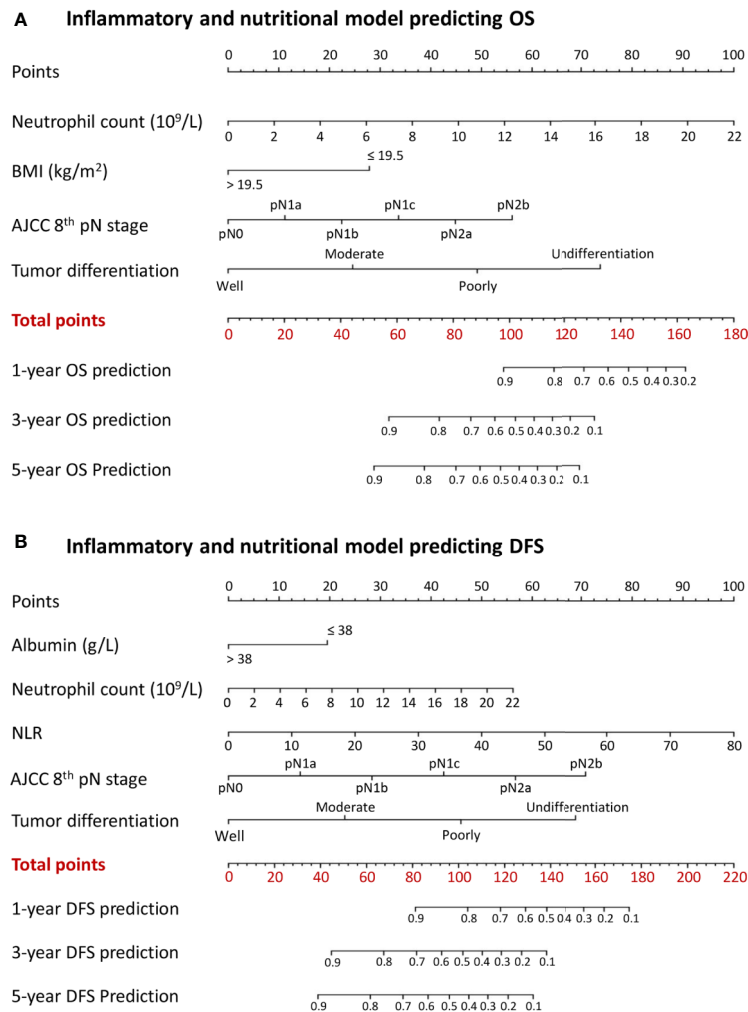 A Inflammatory and nutritional model predicting OS
0 10 20 30 40 50 60 70 80 90 100
Points
Neutrophil count (10⁹/L)
0 2 4 6 8 10 12 14 16 18 20 22
≤ 19.5
BMI (kg/m²)
> 19.5
pN1a pN1c pN2b
AJCC 8th pN stage
pN0 pN1b pN2a
Moderate Undifferentiation
Tumor differentiation
Well Poorly
Total points
0 20 40 60 80 100 120 140 160 180
1-year OS prediction
0.9 0.8 0.7 0.6 0.5 0.4 0.3 0.2
3-year OS prediction
0.9 0.8 0.7 0.6 0.5 0.4 0.3 0.2 0.1
5-year OS Prediction
0.9 0.8 0.7 0.6 0.5 0.4 0.3 0.2 0.1
B Inflammatory and nutritional model predicting DFS
0 10 20 30 40 50 60 70 80 90 100
Points
≤ 38
Albumin (g/L)
> 38
Neutrophil count (10⁹/L)
0 2 4 6 8 10 12 14 16 18 20 22
NLR
0 10 20 30 40 50 60 70 80
pN1a pN1c pN2b
AJCC 8th pN stage
pN0 pN1b pN2a
Moderate Undifferentiation
Tumor differentiation
Well Poorly
Total points
0 20 40 60 80 100 120 140 160 180 200 220
1-year DFS prediction
0.9 0.8 0.7 0.6 0.5 0.4 0.3 0.2 0.1
3-year DFS prediction
0.9 0.8 0.7 0.6 0.5 0.4 0.3 0.2 0.1
5-year DFS Prediction
0.9 0.8 0.7 0.6 0.5 0.4 0.3 0.2 0.1